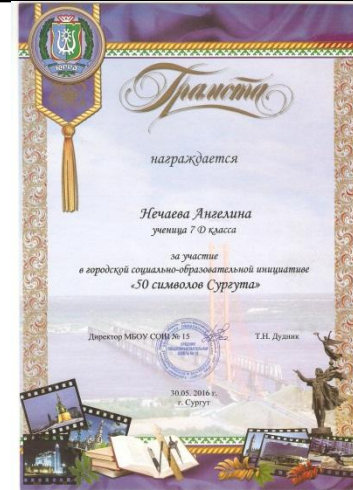 ЮГРА
Грамота
награждается
Нечаева Ангелина
ученица 7 D класса
за участие
в городской социально-образовательной инициативе
«50 символов Сургута»
Директор МБОУ СОШ № 15
Т.Н. Дудник
30.05. 2016 г.
г. Сургут